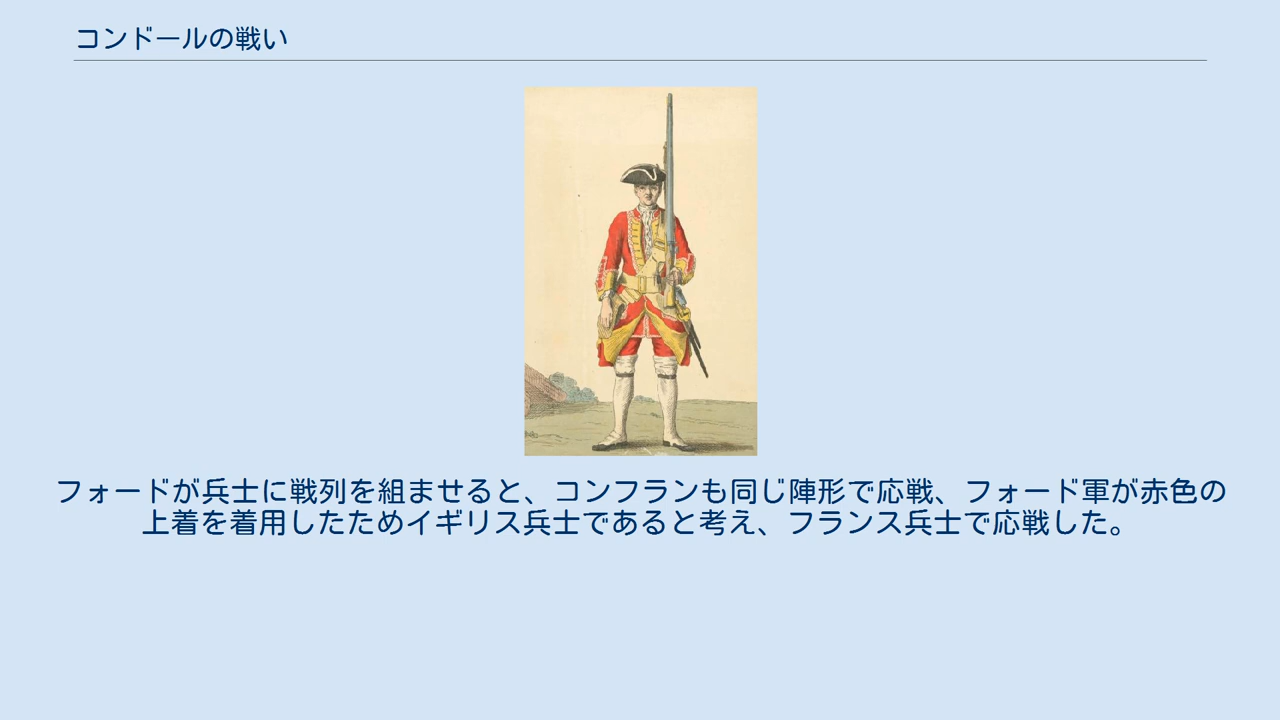 コンドールの戦い
フォードが兵士に戦列を組ませると、コンフランも同じ陣形で応戦、フォード軍が赤色の
上着を着用したためイギリス兵士であると考え、フランス兵士で応戦した。